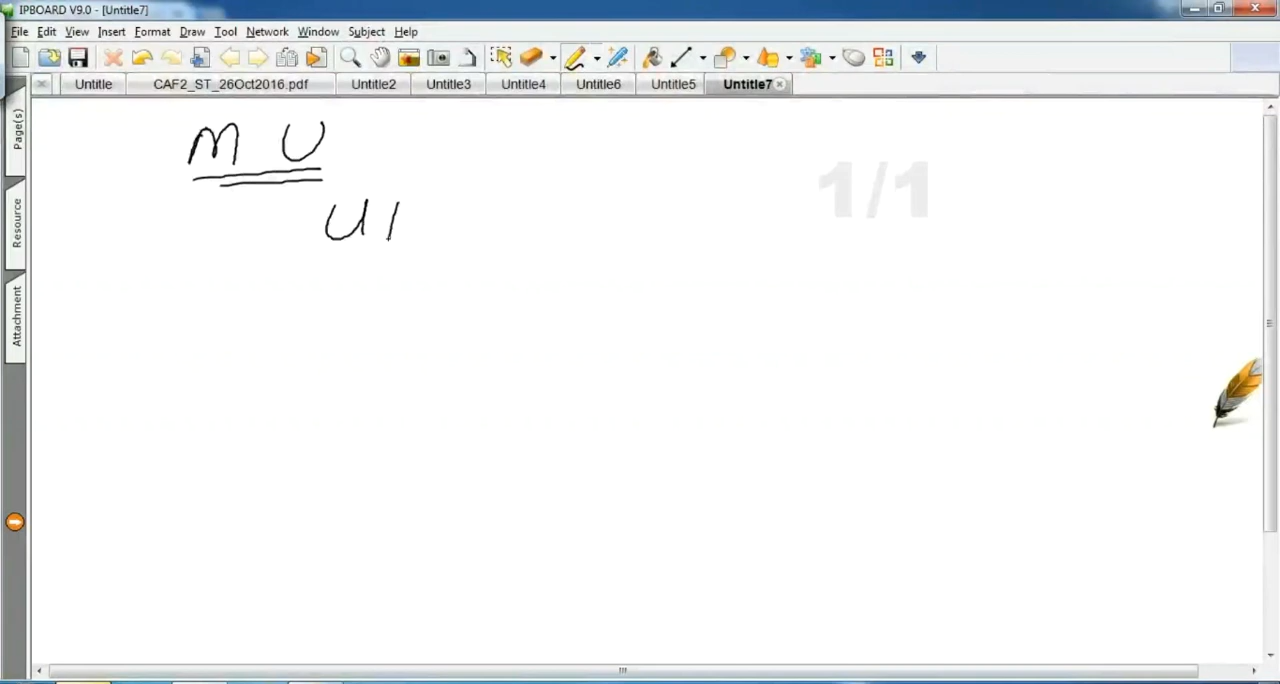 IPBOARD V9.0 - [Untitle7]
File Edit View Insert Format Draw Tool Network Window Subject Help
Untitle CAF2_ST_26Oct2016.pdf Untitle2 Untitle3 Untitle4 Untitle6 Untitle5 Untitle7
Page(s)
Resource
Attachment
M U
1/1